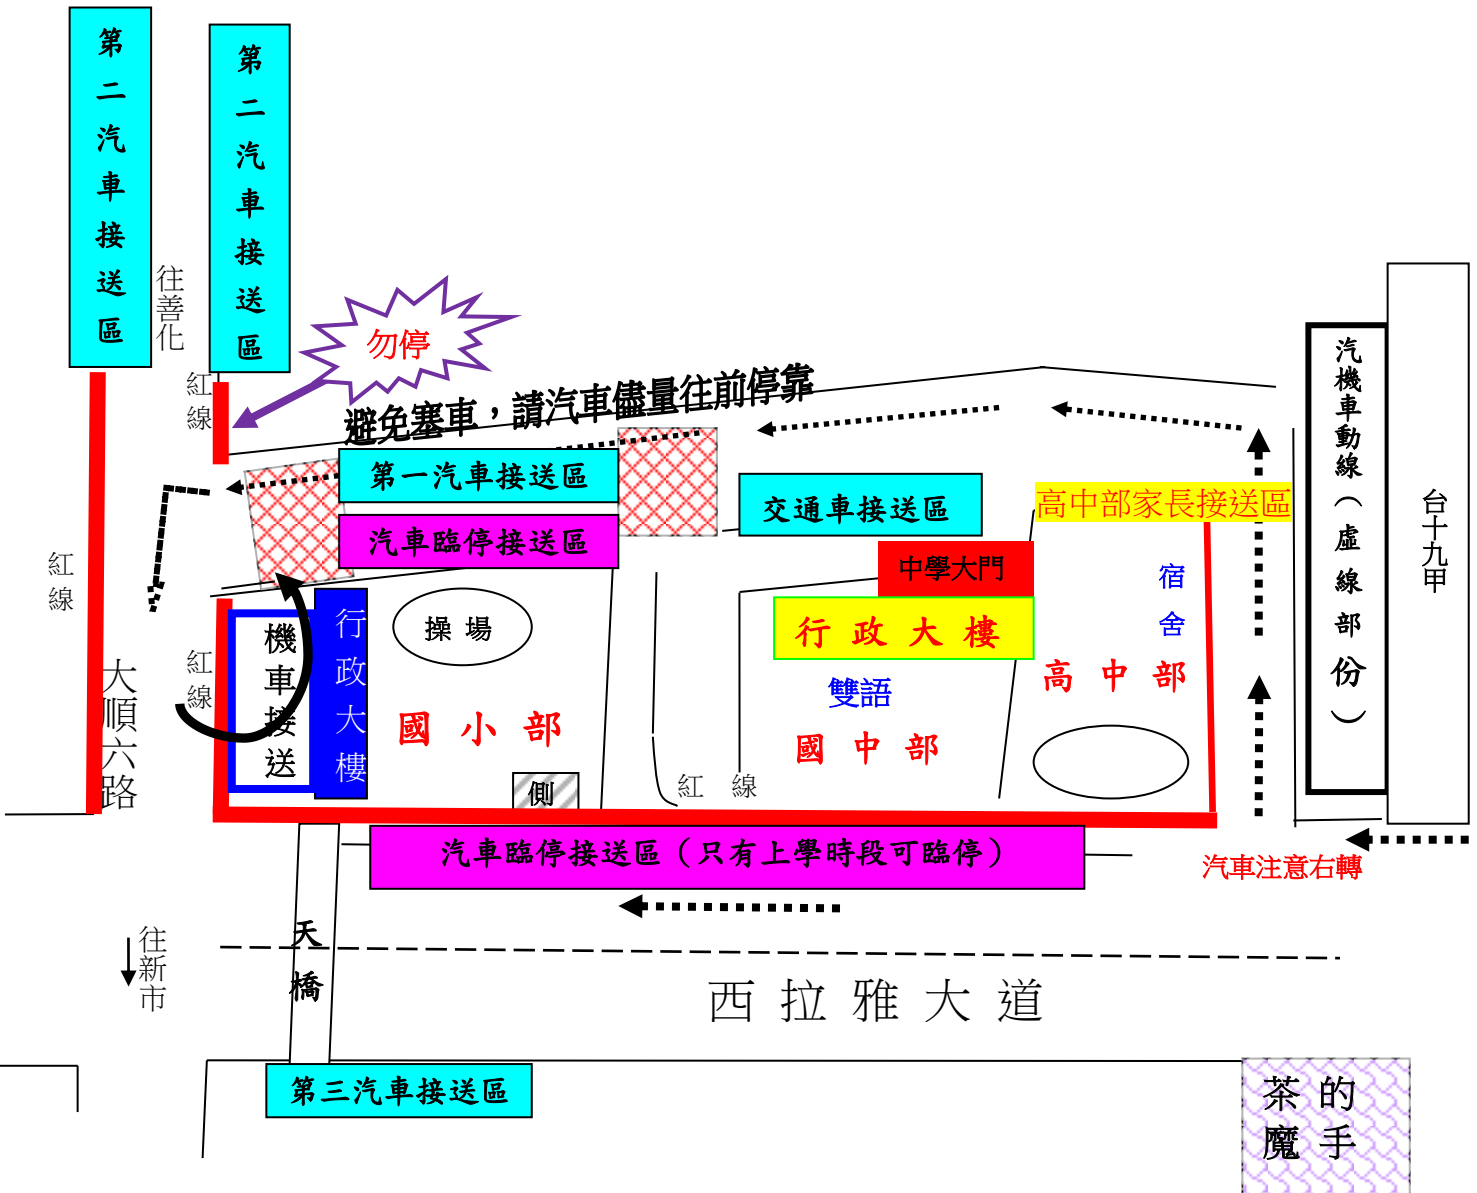 第二汽車接送區
第二汽車接送區
往善化
紅線
勿停
避免塞車，請汽車儘量往前停靠
第一汽車接送區
汽車臨停接送區
交通車接送區
高中部家長接送區
中學大門
行政大樓
雙語
國中部
宿舍
高中部
汽機車動線（虛線部份）
台十九甲
紅線
大順六路
紅線
機車接送
行政大樓
操場
國小部
側
紅線
汽車臨停接送區（只有上學時段可臨停）
汽車注意右轉
往新市
天橋
西拉雅大道
第三汽車接送區
茶的
魔手